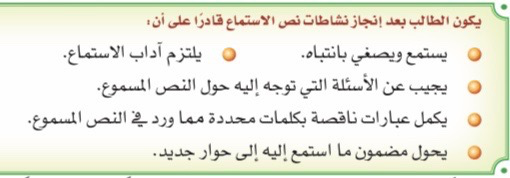 يكون الطالب بعد إنجاز نشاطات نص الاستماع قادرًا على أن:
يستمع ويصغي بانتباه. يلتزم آداب الاستماع.
يجيب عن الأسئلة التي توجه إليه حول النص المسموع.
يكمل عبارات ناقصة بكلمات محددة مما ورد في النص المسموع.
يحول مضمون ما استمع إليه إلى حوار جديد.